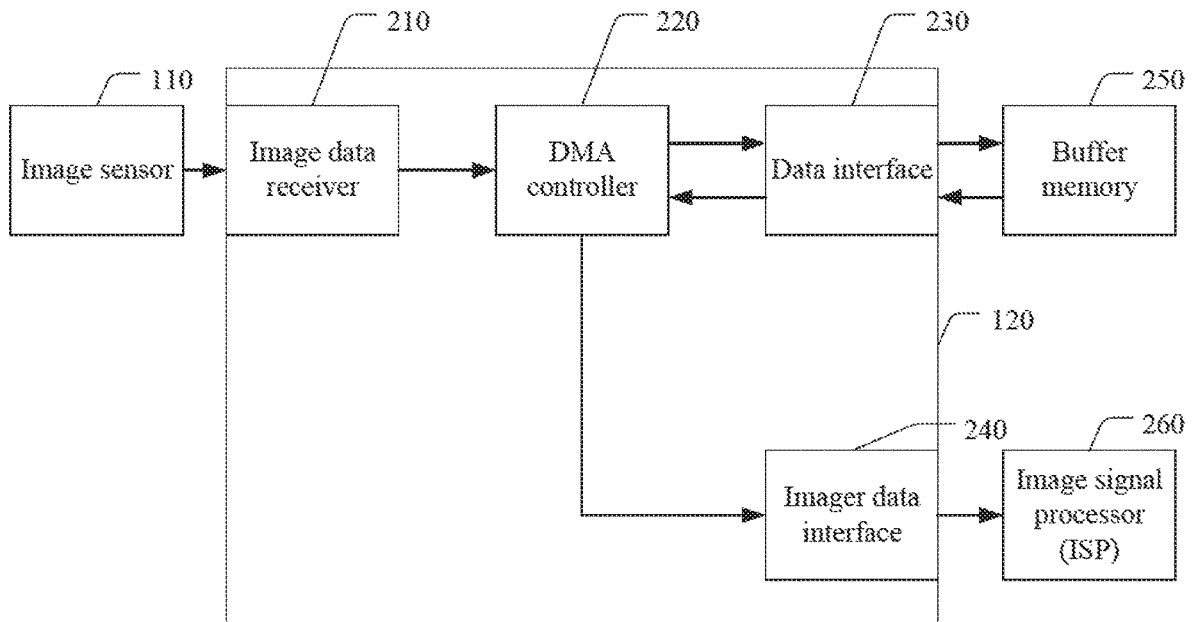 210
220
230
110
250
Image sensor
Image data
receiver
DMA
controller
Data interface
Buffer
memory
120
240
260
Imager data
interface
Image signal
processor
(ISP)